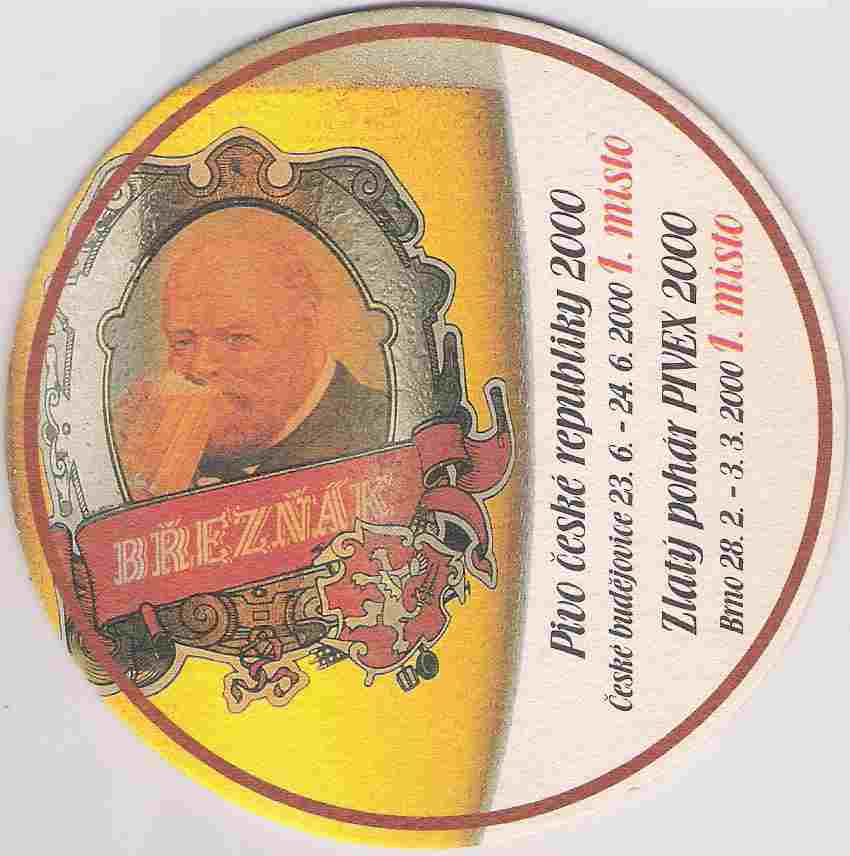 BŘEZŇÁK
Pivo české republiky 2000
České budějovice 23. 6. - 24. 6. 2000 1. místo
Zlatý pohár PIVEX 2000
Brno 28. 2. - 3. 3. 2000 1. místo